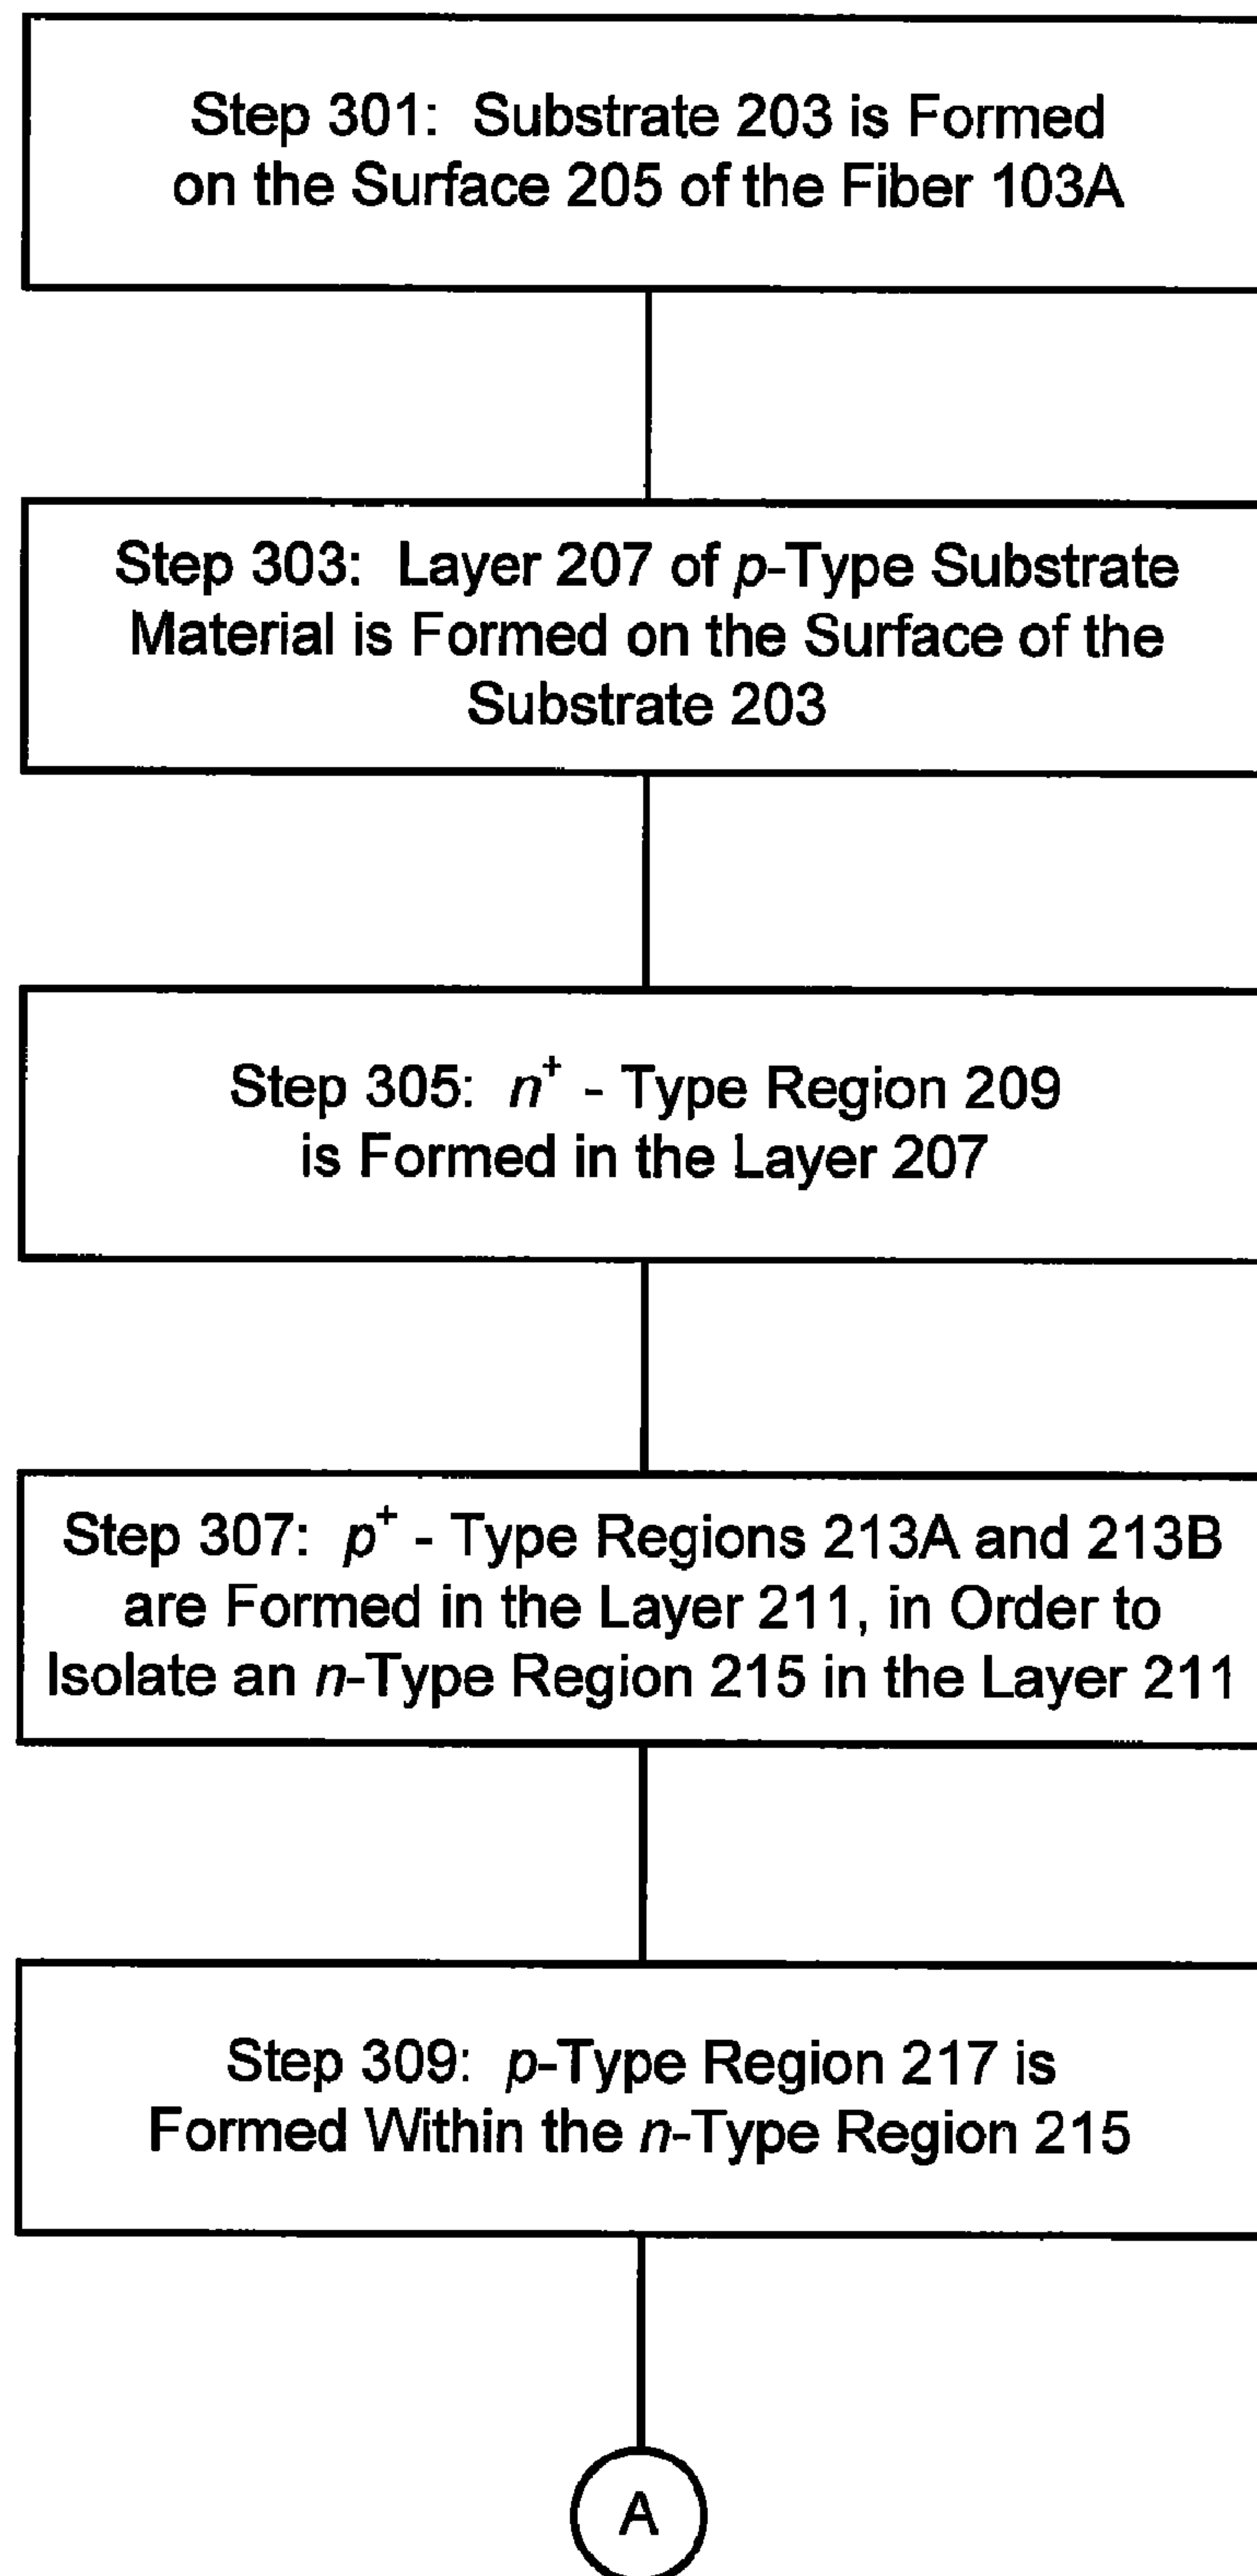 Step 301: Substrate 203 is Formed
on the Surface 205 of the Fiber 103A
Step 303: Layer 207 of p-Type Substrate
Material is Formed on the Surface of the
Substrate 203
Step 305: n⁺ - Type Region 209
is Formed in the Layer 207
Step 307: p⁺ - Type Regions 213A and 213B
are Formed in the Layer 211, in Order to
Isolate an n-Type Region 215 in the Layer 211
Step 309: p-Type Region 217 is
Formed Within the n-Type Region 215
A